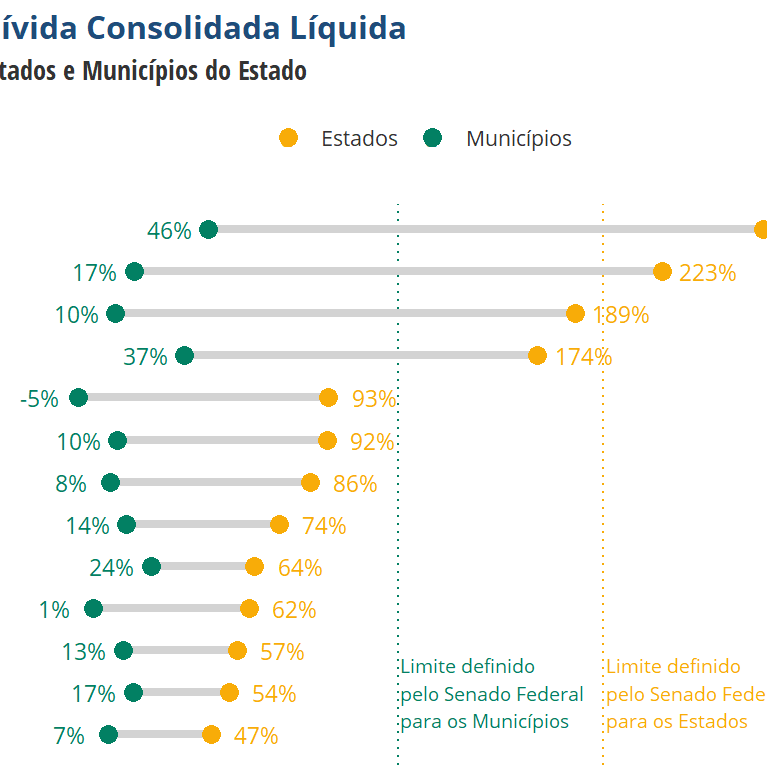 ívida Consolidada Líquida
tados e Municípios do Estado
Estados Municípios
46%
17% 223%
10% 189%
37% 174%
-5% 93%
10% 92%
8% 86%
14% 74%
24% 64%
1% 62%
13% 57%
17% 54%
7% 47%
Limite definido
pelo Senado Federal
para os Municípios
Limite definido
pelo Senado Fede
para os Estados